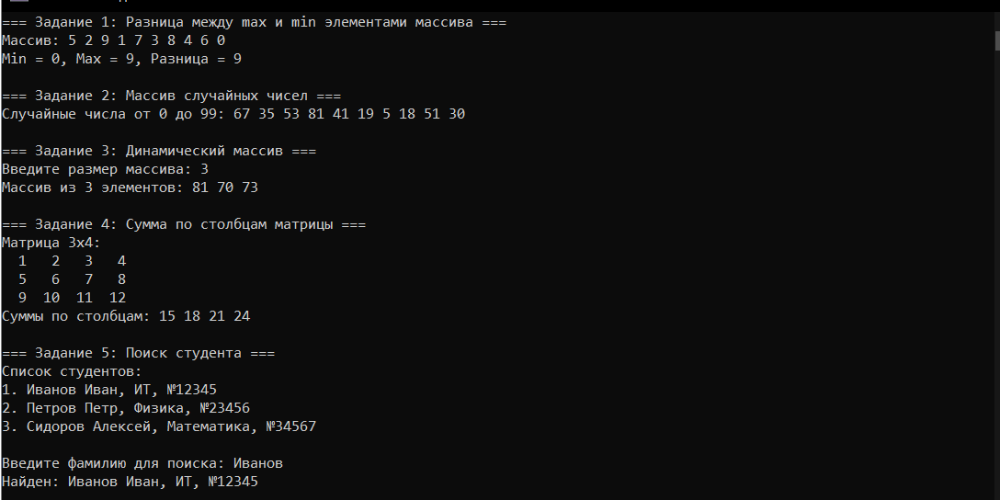 === Задание 1: Разница между max и min элементами массива ===
Массив: 5 2 9 1 7 3 8 4 6 0
Min = 0, Max = 9, Разница = 9
=== Задание 2: Массив случайных чисел ===
Случайные числа от 0 до 99: 67 35 53 81 41 19 5 18 51 30
=== Задание 3: Динамический массив ===
Введите размер массива: 3
Массив из 3 элементов: 81 70 73
=== Задание 4: Сумма по столбцам матрицы ===
Матрица 3x4:
1 2 3 4
5 6 7 8
9 10 11 12
Суммы по столбцам: 15 18 21 24
=== Задание 5: Поиск студента ===
Список студентов:
1. Иванов Иван, ИТ, №12345
2. Петров Петр, Физика, №23456
3. Сидоров Алексей, Математика, №34567
Введите фамилию для поиска: Иванов
Найден: Иванов Иван, ИТ, №12345